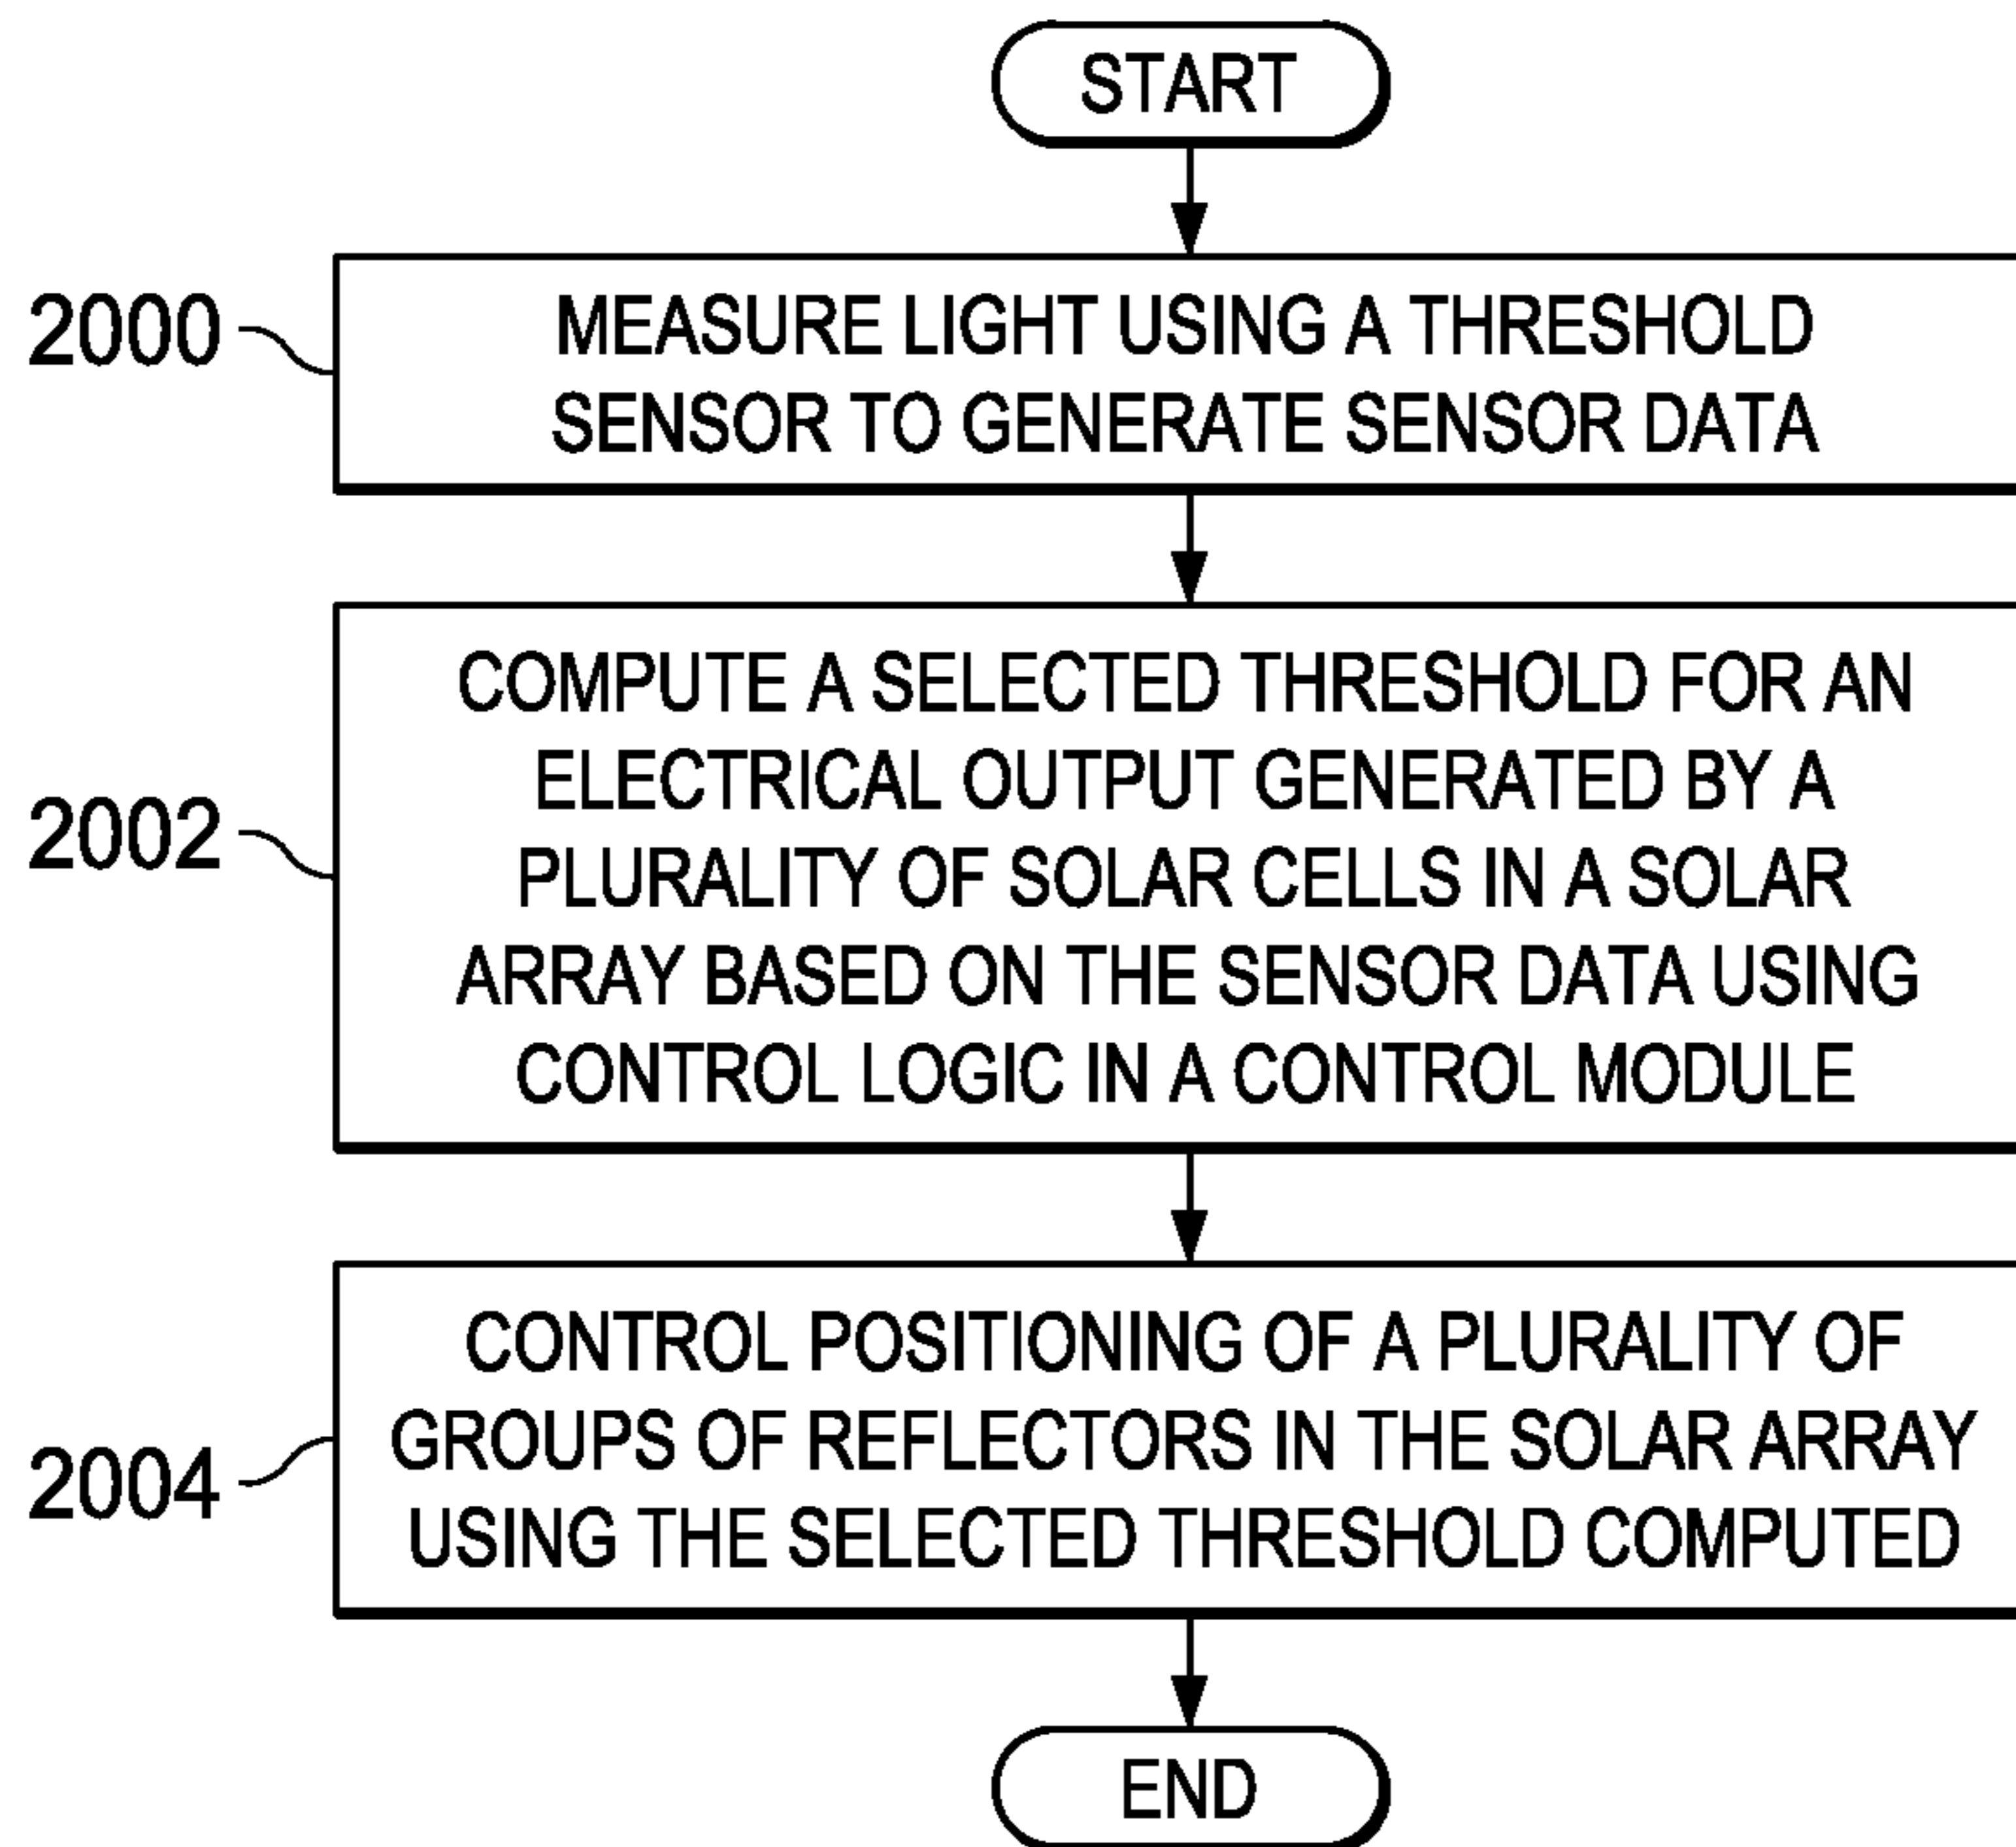 START
2000
MEASURE LIGHT USING A THRESHOLD
SENSOR TO GENERATE SENSOR DATA
2002
COMPUTE A SELECTED THRESHOLD FOR AN
ELECTRICAL OUTPUT GENERATED BY A
PLURALITY OF SOLAR CELLS IN A SOLAR
ARRAY BASED ON THE SENSOR DATA USING
CONTROL LOGIC IN A CONTROL MODULE
2004
CONTROL POSITIONING OF A PLURALITY OF
GROUPS OF REFLECTORS IN THE SOLAR ARRAY
USING THE SELECTED THRESHOLD COMPUTED
END